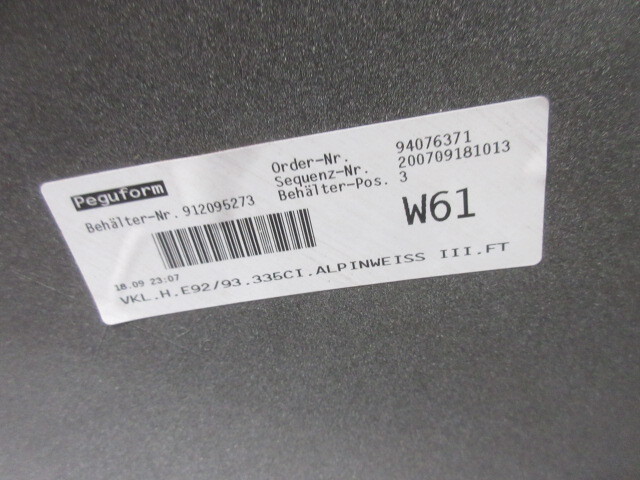 Peguform
Behälter-Nr. 912095273
Order-Nr. 94076371
Sequenz-Nr. 200709181013
Behälter-Pos. 3
W61
18.09 23:07
VKL.H.E92/93.335CI.ALPINWEISS III.FT